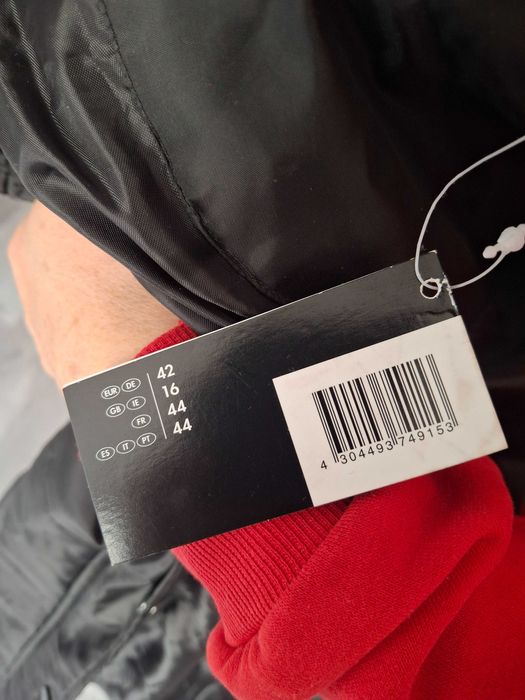 EUR DE 42
GB IE 16
FR 44
ES IT PT 44
4 304493 749153